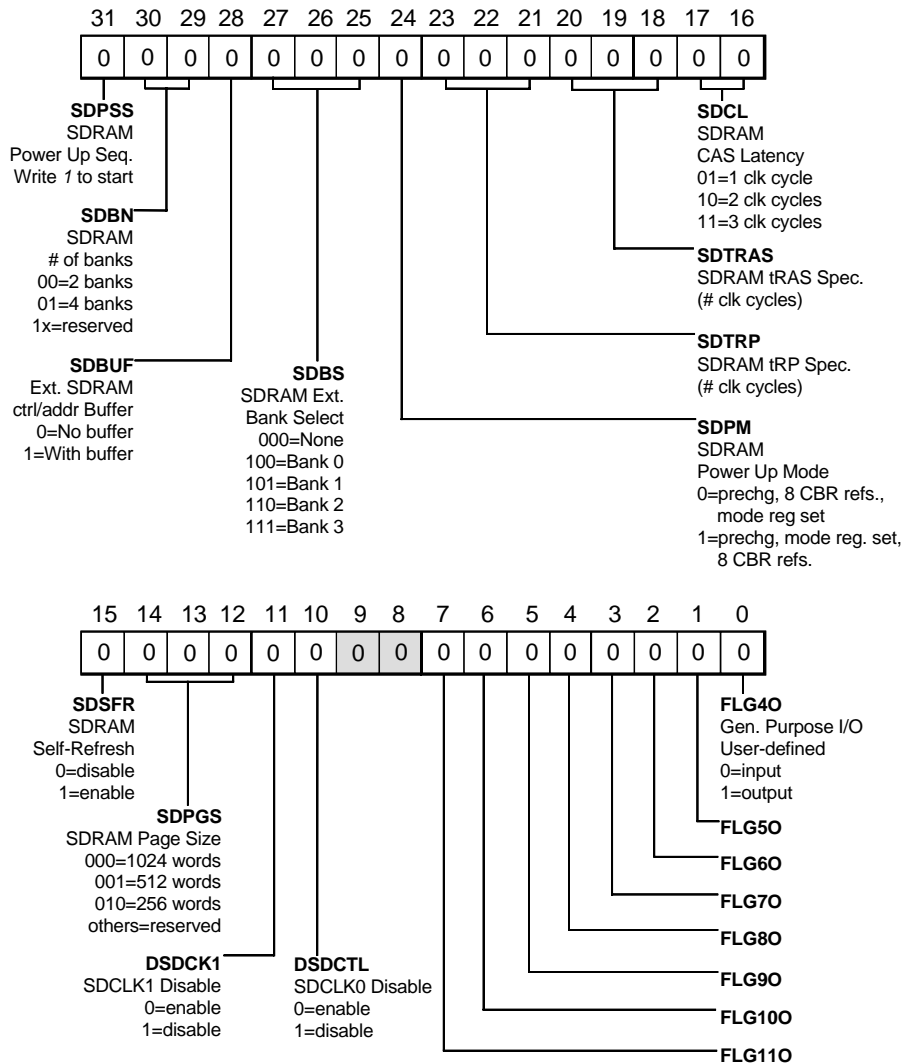 31 30 29 28 27 26 25 24 23 22 21 20 19 18 17 16
0 0 0 0 0 0 0 0 0 0 0 0 0 0 0 0
SDPSS
SDRAM
Power Up Seq.
Write 1 to start
SDBN
SDRAM
# of banks
00=2 banks
01=4 banks
1x=reserved
SDBUF
Ext. SDRAM
ctrl/addr Buffer
0=No buffer
1=With buffer
SDBS
SDRAM Ext.
Bank Select
000=None
100=Bank 0
101=Bank 1
110=Bank 2
111=Bank 3
SDCL
SDRAM
CAS Latency
01=1 clk cycle
10=2 clk cycles
11=3 clk cycles
SDTRAS
SDRAM tRAS Spec.
(# clk cycles)
SDTRP
SDRAM tRP Spec.
(# clk cycles)
SDPM
SDRAM
Power Up Mode
0=prechg, 8 CBR refs.,
mode reg set
1=prechg, mode reg. set,
8 CBR refs.
15 14 13 12 11 10 9 8 7 6 5 4 3 2 1 0
0 0 0 0 0 0 0 0 0 0 0 0 0 0 0 0
SDSFR
SDRAM
Self-Refresh
0=disable
1=enable
SDPGS
SDRAM Page Size
000=1024 words
001=512 words
010=256 words
others=reserved
DSDCK1
SDCLK1 Disable
0=enable
1=disable
DSDCTL
SDCLK0 Disable
0=enable
1=disable
FLG4O
Gen. Purpose I/O
User-defined
0=input
1=output
FLG5O
FLG6O
FLG7O
FLG8O
FLG9O
FLG10O
FLG11O